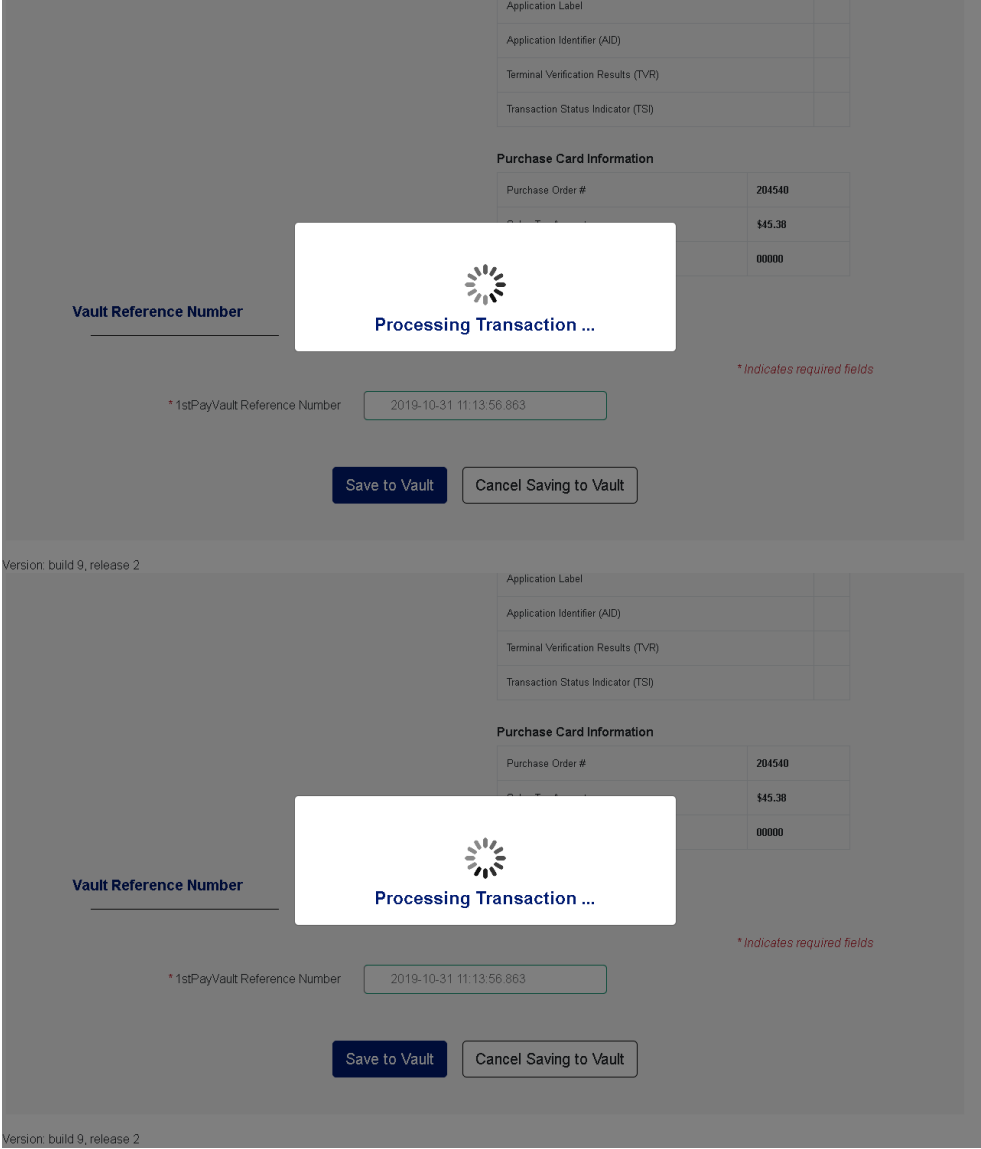 Application Label
Application Identifier (AID)
Terminal Verification Results (TVR)
Transaction Status Indicator (TSI)
Purchase Card Information
Purchase Order # 204540
$45.38
00000
Processing Transaction ...
Vault Reference Number
* Indicates required fields
* 1stPayVault Reference Number 2019-10-31 11:13:56.863
Save to Vault Cancel Saving to Vault
Version: build 9, release 2
Application Label
Application Identifier (AID)
Terminal Verification Results (TVR)
Transaction Status Indicator (TSI)
Purchase Card Information
Purchase Order # 204540
$45.38
00000
Processing Transaction ...
Vault Reference Number
* Indicates required fields
* 1stPayVault Reference Number 2019-10-31 11:13:56.863
Save to Vault Cancel Saving to Vault
Version: build 9, release 2